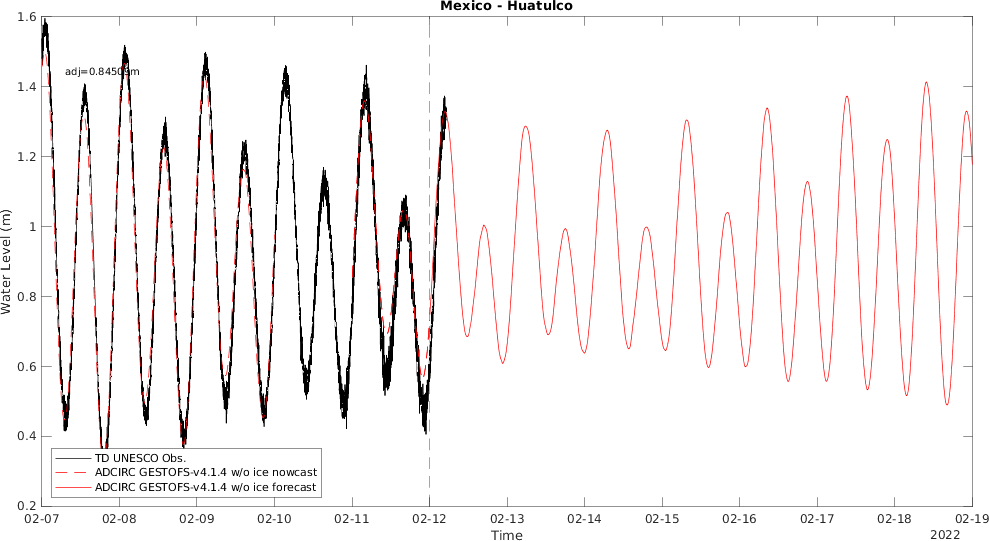 Mexico - Huatulco
1.6
1.4
1.2
1
0.8
0.6
0.4
0.2
Water Level (m)
TD UNESCO Obs.
ADCIRC GESTOFS-v4.1.4 w/o ice nowcast
ADCIRC GESTOFS-v4.1.4 w/o ice forecast
02-07 02-08 02-09 02-10 02-11 02-12 02-13 02-14 02-15 02-16 02-17 02-18 02-19
Time
2022